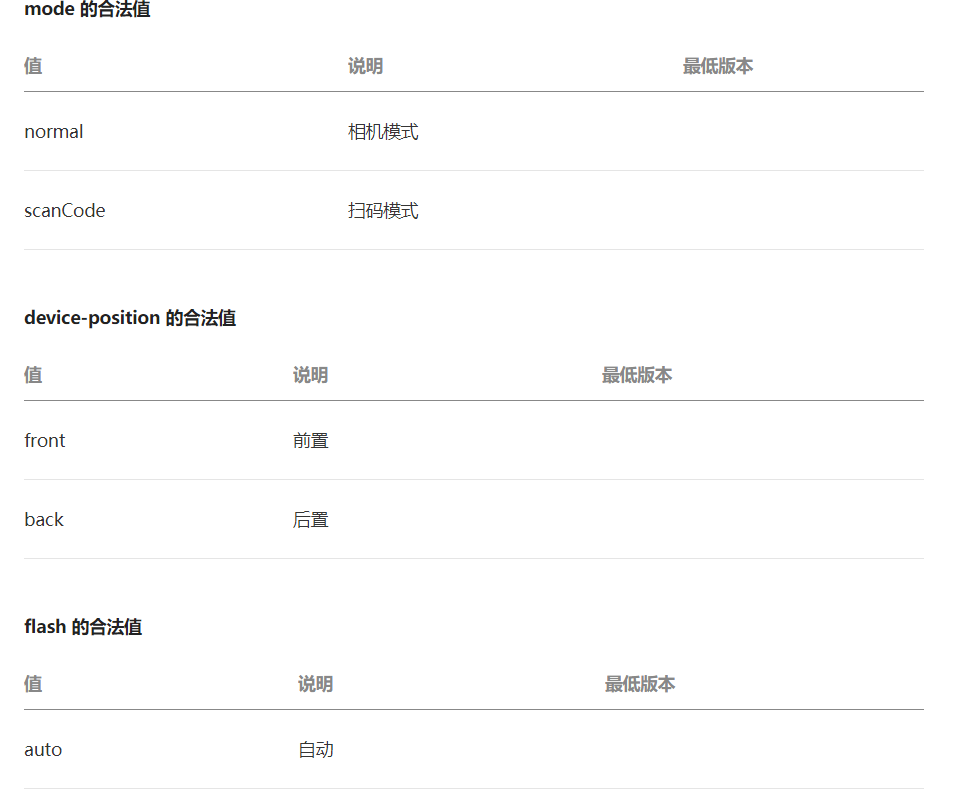 mode 的合法值
值 说明 最低版本
normal 相机模式
scanCode 扫码模式
device-position 的合法值
值 说明 最低版本
front 前置
back 后置
flash 的合法值
值 说明 最低版本
auto 自动